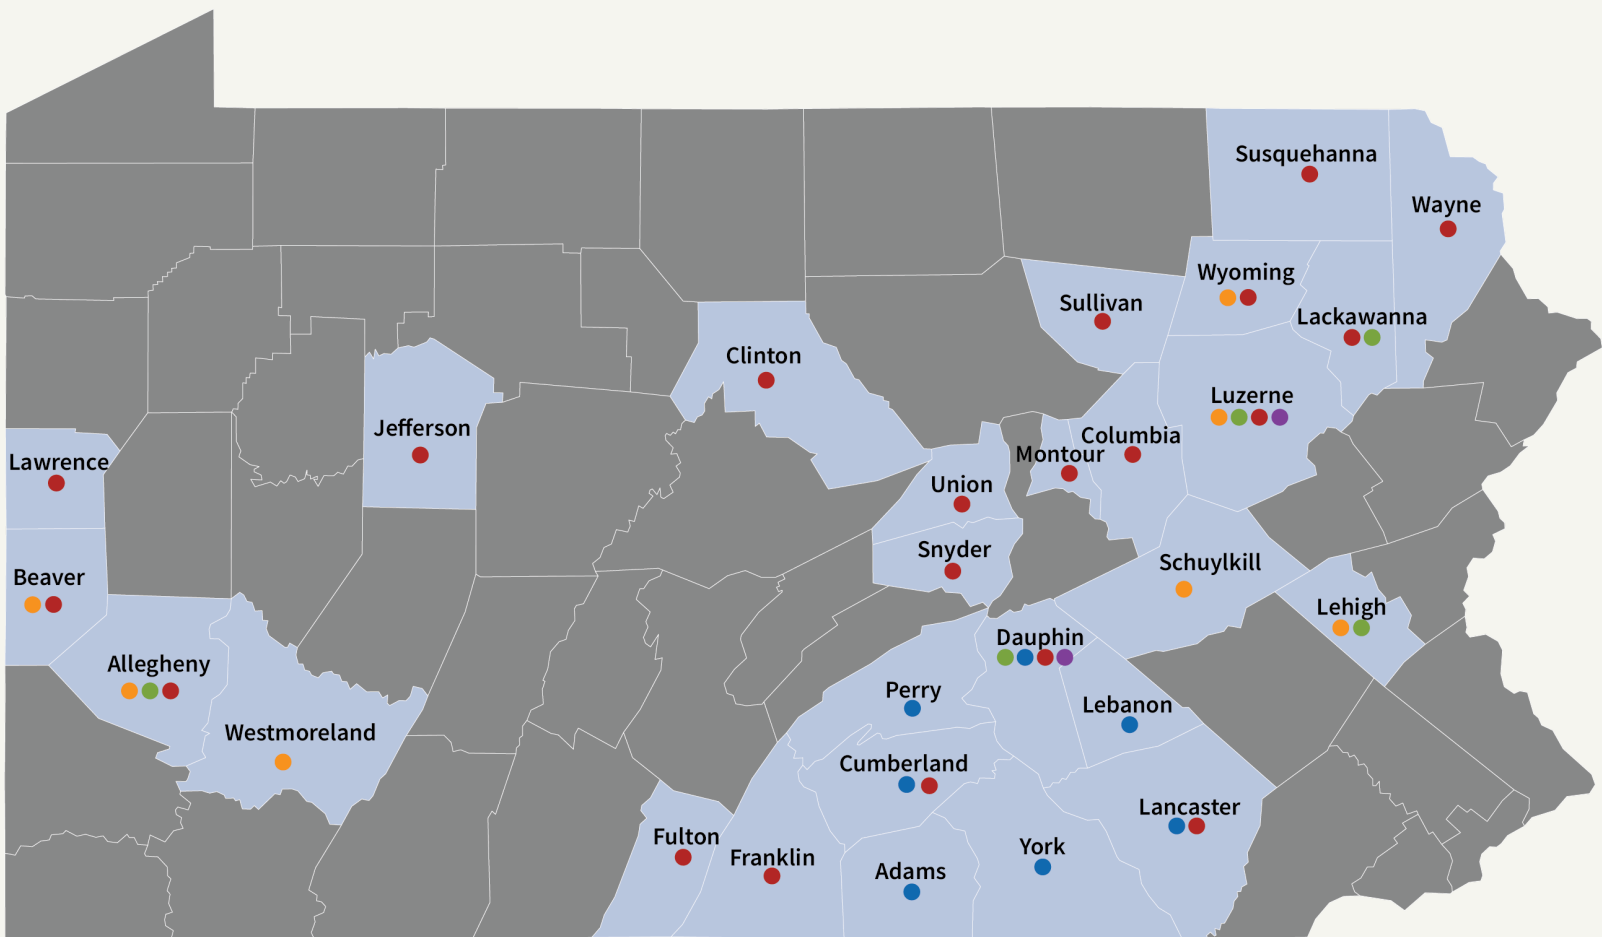 Susquehanna
Wayne
Wyoming
Sullivan
Lackawanna
Clinton
Luzerne
Jefferson
Columbia
Montour
Lawrence
Union
Snyder
Schuylkill
Beaver
Lehigh
Dauphin
Allegheny
Perry
Lebanon
Westmoreland
Cumberland
Lancaster
Fulton
York
Franklin
Adams